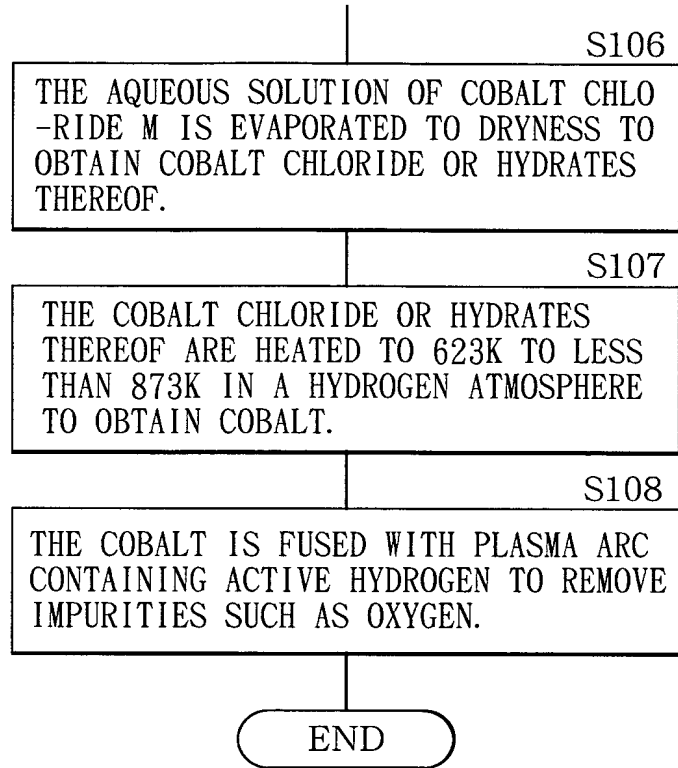 S106
THE AQUEOUS SOLUTION OF COBALT CHLO
-RIDE M IS EVAPORATED TO DRYNESS TO
OBTAIN COBALT CHLORIDE OR HYDRATES
THEREOF.
S107
THE COBALT CHLORIDE OR HYDRATES
THEREOF ARE HEATED TO 623K TO LESS
THAN 873K IN A HYDROGEN ATMOSPHERE
TO OBTAIN COBALT.
S108
THE COBALT IS FUSED WITH PLASMA ARC
CONTAINING ACTIVE HYDROGEN TO REMOVE
IMPURITIES SUCH AS OXYGEN.
END